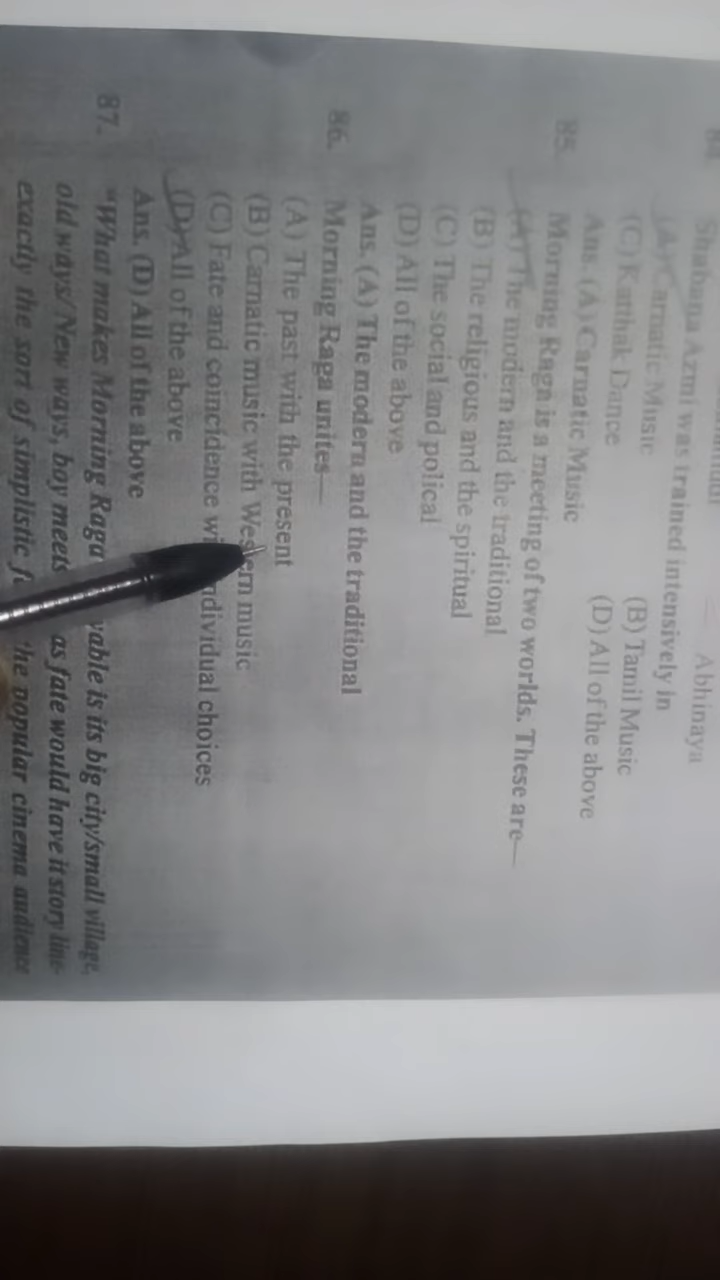 84. Shabana Azmi was trained intensively in
(A) Carnatic Music (B) Tamil Music
(C) Katthak Dance (D) All of the above
Ans. (A) Carnatic Music
85. Morning Raga is a meeting of two worlds. These are—
(A) The modern and the traditional
(B) The religious and the spiritual
(C) The social and polical
(D) All of the above
Ans. (A) The modern and the traditional
86. Morning Raga unites—
(A) The past with the present
(B) Carnatic music with Western music
(C) Fate and coincidence individual choices
(D) All of the above
Ans. (D) All of the above
87. "What makes Morning Raga is its big city/small village,
old ways/New ways, boy meets as fate would have it story line-
exactly the sort of simplistic the popular cinema audience